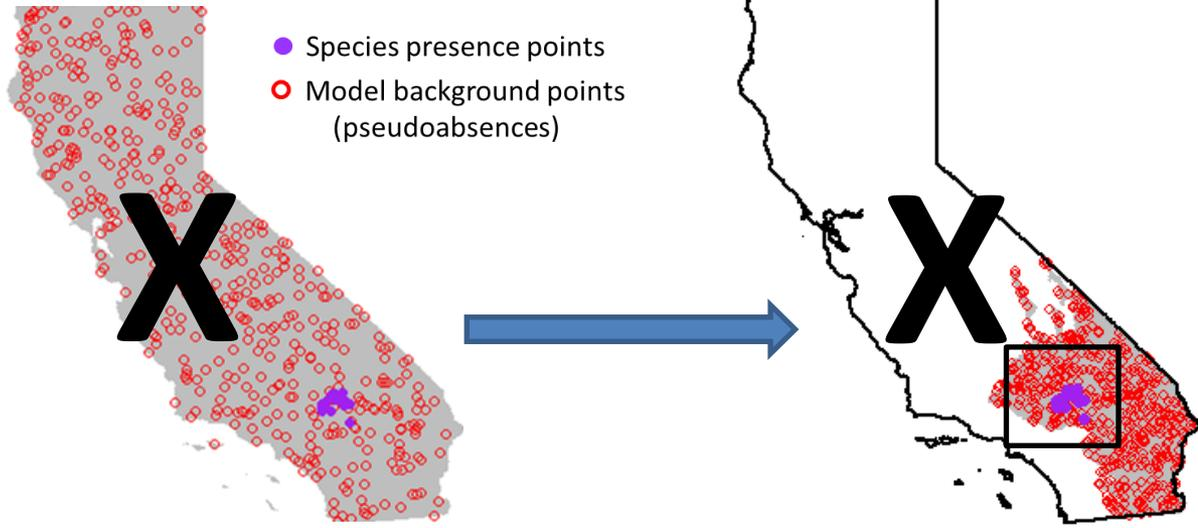 Species presence points
Model background points
(pseudoabsences)
X
X